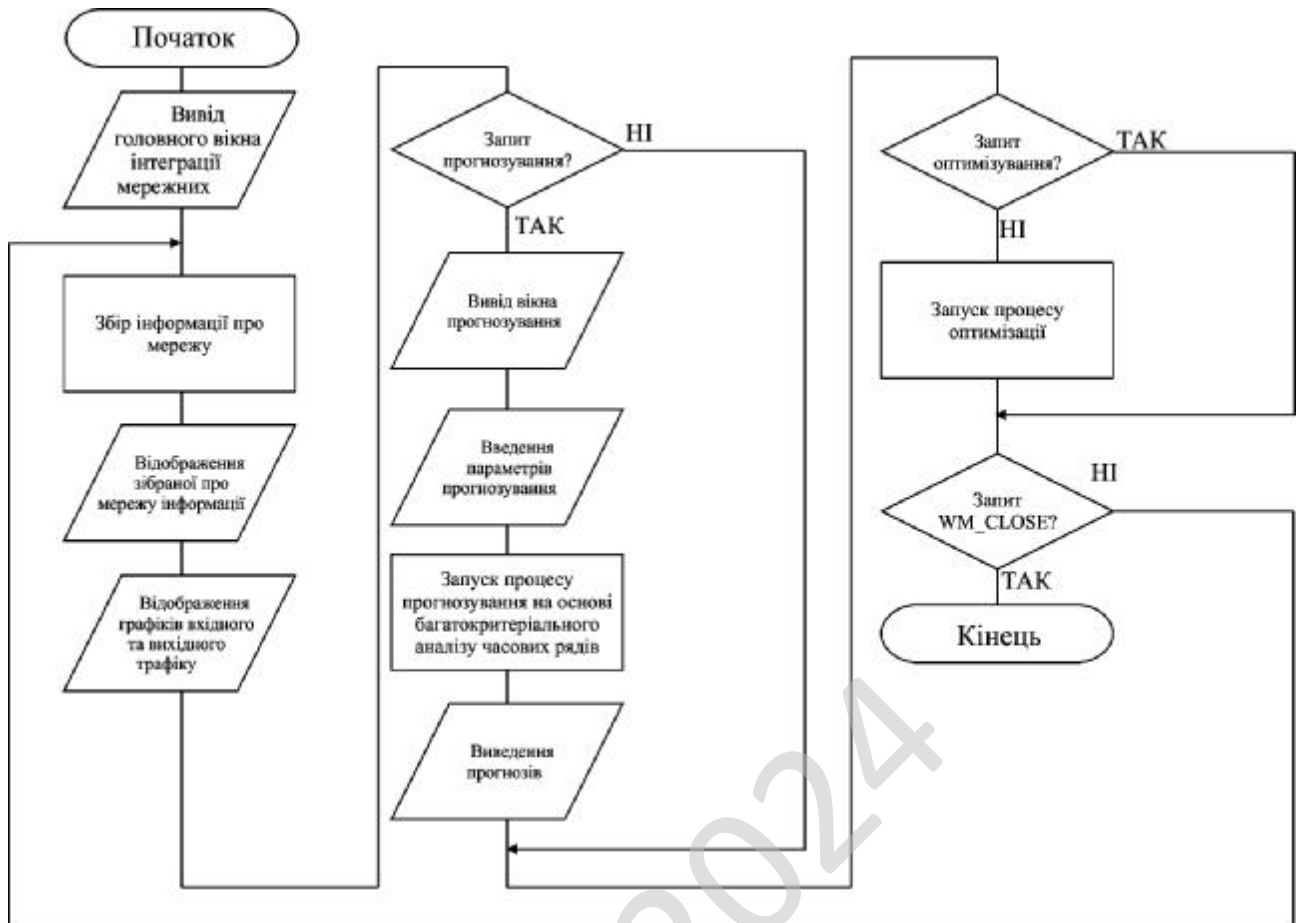 Початок
Вивід
головного вікна
інтеграції
мережних
Збір інформації про
мережу
Відображення
зібраної про
мережу інформації
Відображення
графіків вхідного
та вихідного
трафіку
Запит
прогнозування?
НІ
ТАК
Вивід вікна
прогнозування
Введення
параметрів
прогнозування
Запуск процесу
прогнозування на основі
багатокритеріального
аналізу часових рядів
Виведення
прогнозів
Запит
оптимізування?
ТАК
НІ
Запуск процесу
оптимізації
Запит
WM_CLOSE?
НІ
ТАК
Кінець
2024